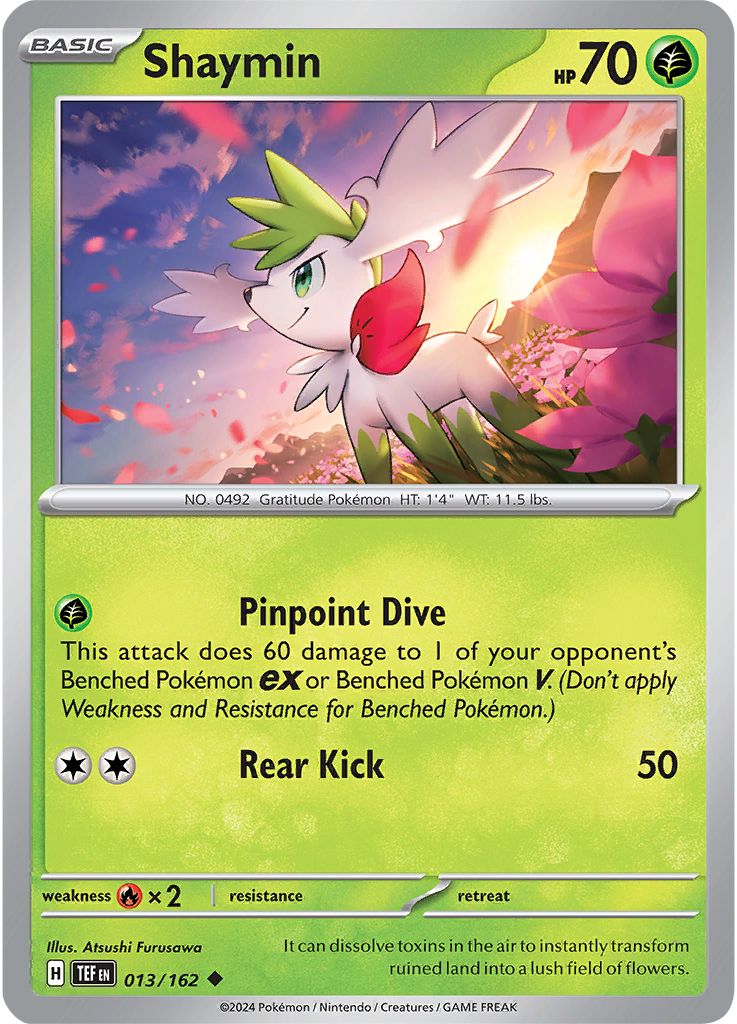 BASIC
Shaymin
HP 70
NO. 0492 Gratitude Pokémon HT: 1'4" WT: 11.5 lbs.
Pinpoint Dive
This attack does 60 damage to 1 of your opponent's
Benched Pokémon ex or Benched Pokémon V. (Don't apply
Weakness and Resistance for Benched Pokémon.)
Rear Kick 50
weakness ×2 resistance retreat
Illus. Atsushi Furusawa
H TEF EN 013/162
It can dissolve toxins in the air to instantly transform
ruined land into a lush field of flowers.
©2024 Pokémon / Nintendo / Creatures / GAME FREAK